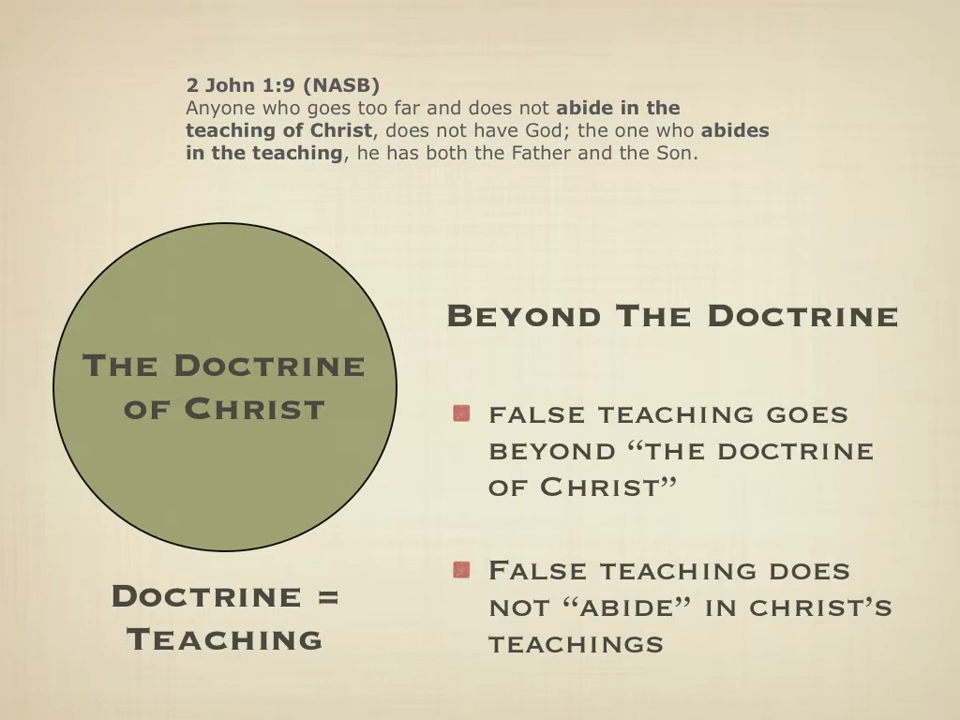 2 John 1:9 (NASB)
Anyone who goes too far and does not abide in the
teaching of Christ, does not have God; the one who abides
in the teaching, he has both the Father and the Son.
The Doctrine
of Christ
Doctrine =
Teaching
Beyond The Doctrine
false teaching goes
beyond “the doctrine
of Christ”
False teaching does
not “abide” in christ’s
teachings